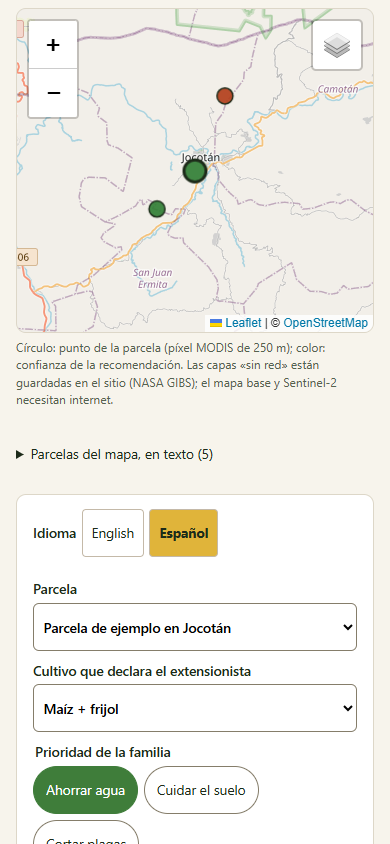 +
−
Camotán
Jocotán
06
San Juan
Ermita
Leaflet | © OpenStreetMap
Círculo: punto de la parcela (píxel MODIS de 250 m); color:
confianza de la recomendación. Las capas «sin red» están
guardadas en el sitio (NASA GIBS); el mapa base y Sentinel-2
necesitan internet.
▶ Parcelas del mapa, en texto (5)
Idioma English Español
Parcela
Parcela de ejemplo en Jocotán
Cultivo que declara el extensionista
Maíz + frijol
Prioridad de la familia
Ahorrar agua Cuidar el suelo
Cortar plagas